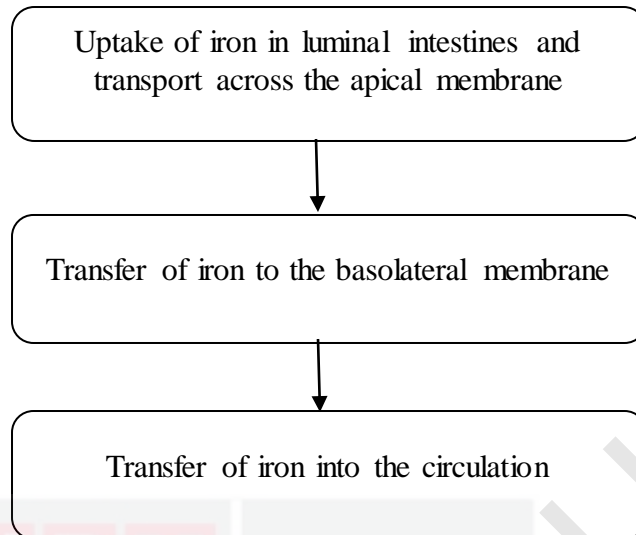 Uptake of iron in luminal intestines and
transport across the apical membrane
Transfer of iron to the basolateral membrane
Transfer of iron into the circulation